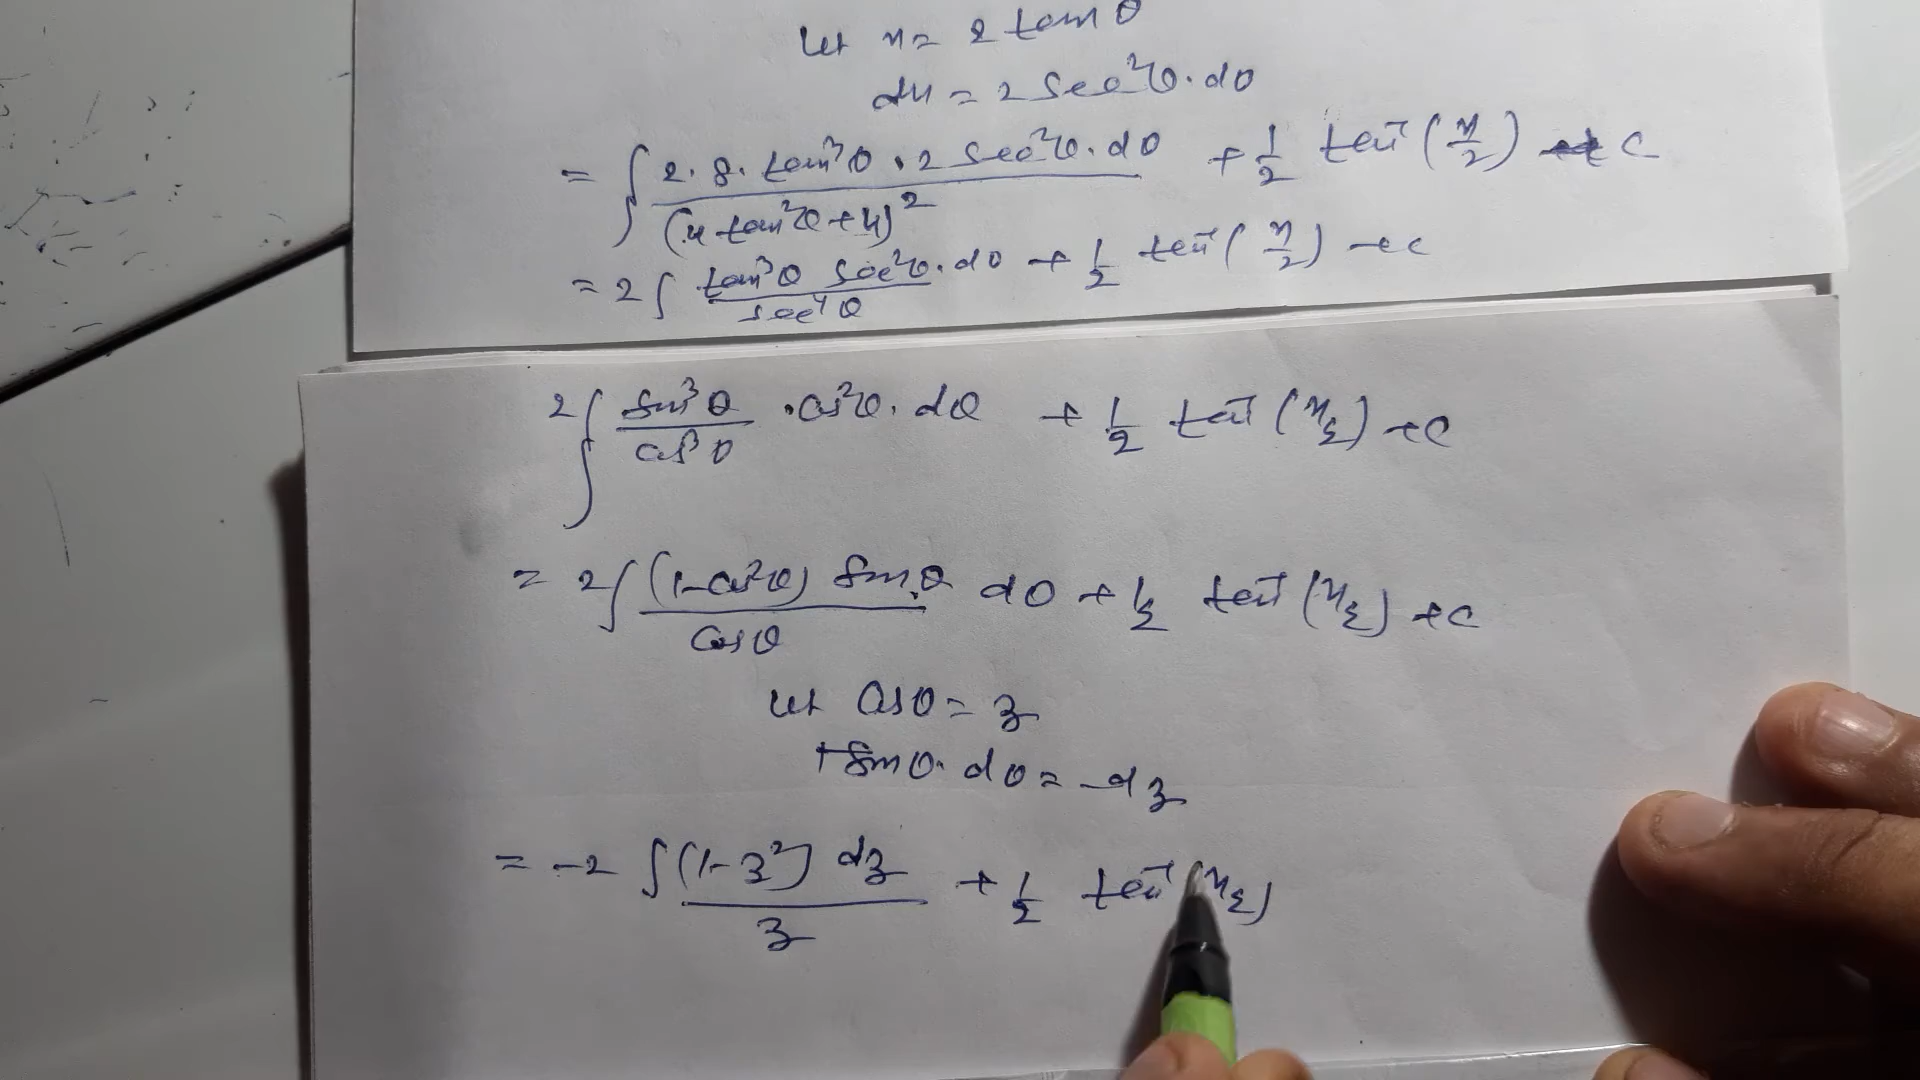 Let x = 2 tan θ
dx = 2 sec²θ. dθ
= ∫ 2. 8. tan³θ . 2 sec²θ. dθ / (4 tan²θ + 4)² + 1/2 tan⁻¹(x/2) + C
= 2 ∫ tan³θ sec²θ. dθ / sec⁴θ + 1/2 tan⁻¹(x/2) + C
2 ∫ sin³θ / cos³θ . cos²θ. dθ + 1/2 tan⁻¹(x/2) + C
= 2 ∫ (1-cos²θ) sin θ / cos θ dθ + 1/2 tan⁻¹(x/2) + C
Let cos θ = z
+ sin θ. dθ = -dz
= -2 ∫ (1-z²) dz / z + 1/2 tan⁻¹(x/2)